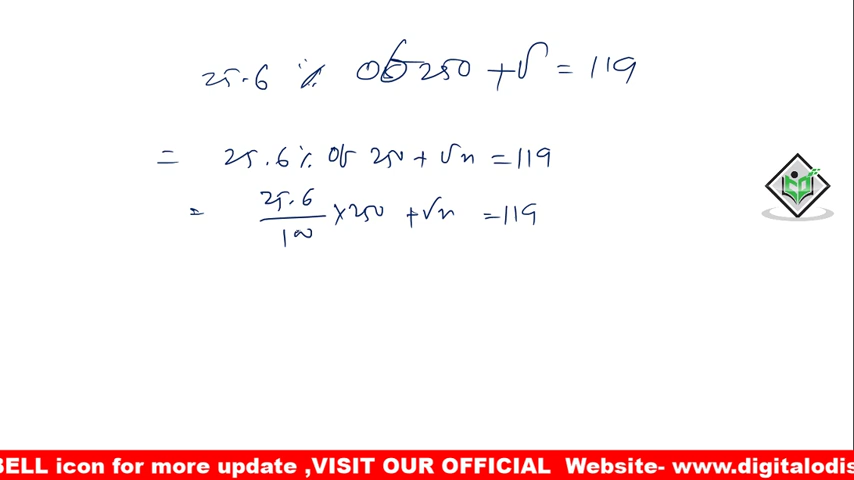 25.6 % of 250 + √ = 119
= 25.6 % of 250 + √x = 119
= 25.6/100 × 250 + √x = 119
BELL icon for more update ,VISIT OUR OFFICIAL Website- www.digitalodis